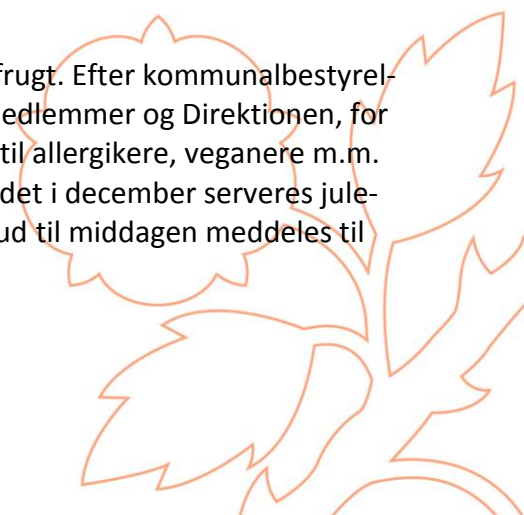 frugt. Efter kommunalbestyrel-
edlemmer og Direktionen, for
til allergikere, veganere m.m.
det i december serveres jule-
ud til middagen meddeles til